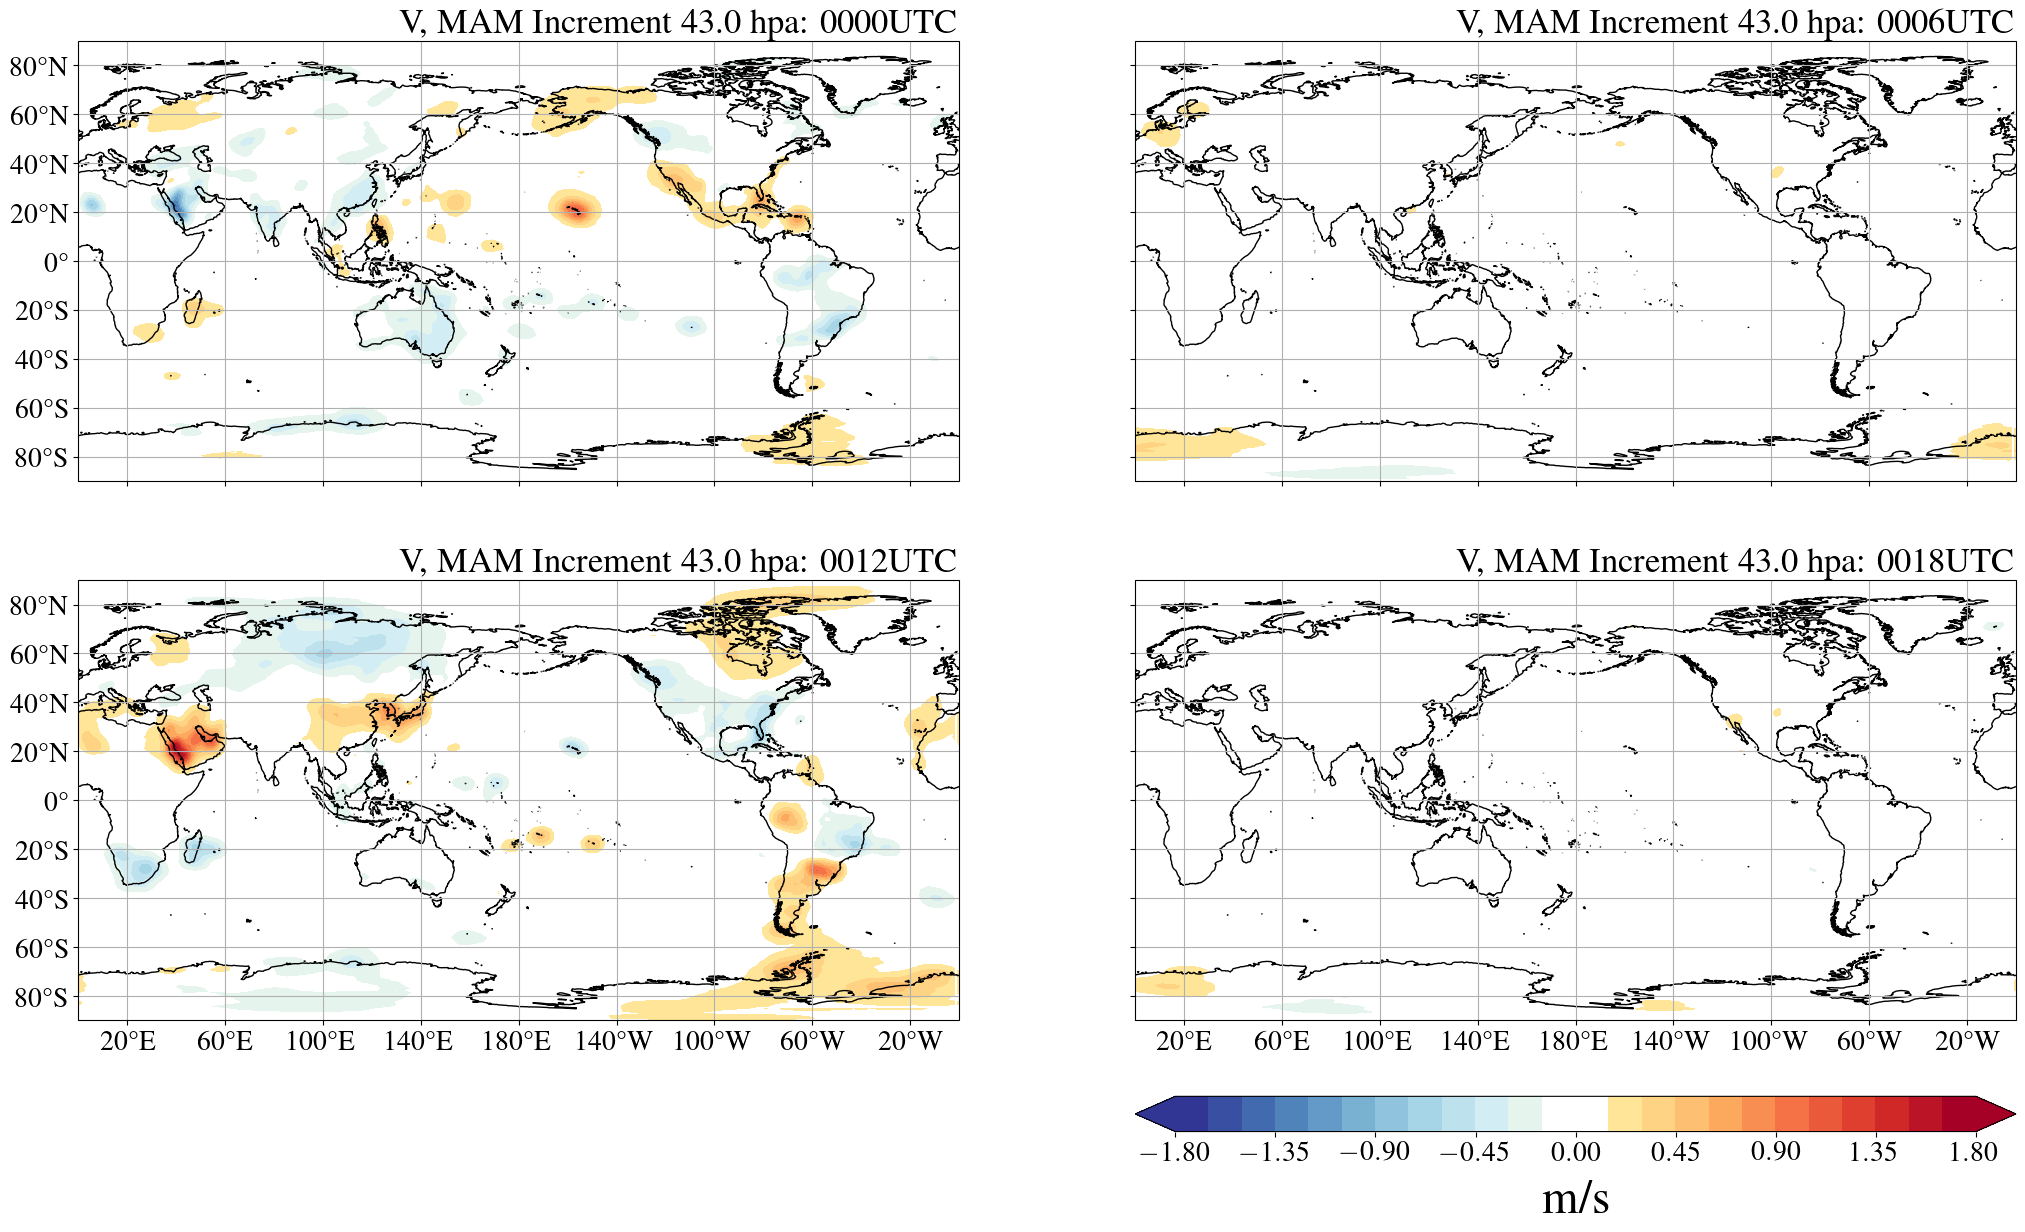 V, MAM Increment 43.0 hpa: 0000UTC
V, MAM Increment 43.0 hpa: 0006UTC
80°N
60°N
40°N
20°N
0°
20°S
40°S
60°S
80°S
V, MAM Increment 43.0 hpa: 0012UTC
V, MAM Increment 43.0 hpa: 0018UTC
80°N
60°N
40°N
20°N
0°
20°S
40°S
60°S
80°S
20°E 60°E 100°E 140°E 180°E 140°W 100°W 60°W 20°W
20°E 60°E 100°E 140°E 180°E 140°W 100°W 60°W 20°W
−1.80 −1.35 −0.90 −0.45 0.00 0.45 0.90 1.35 1.80
m/s